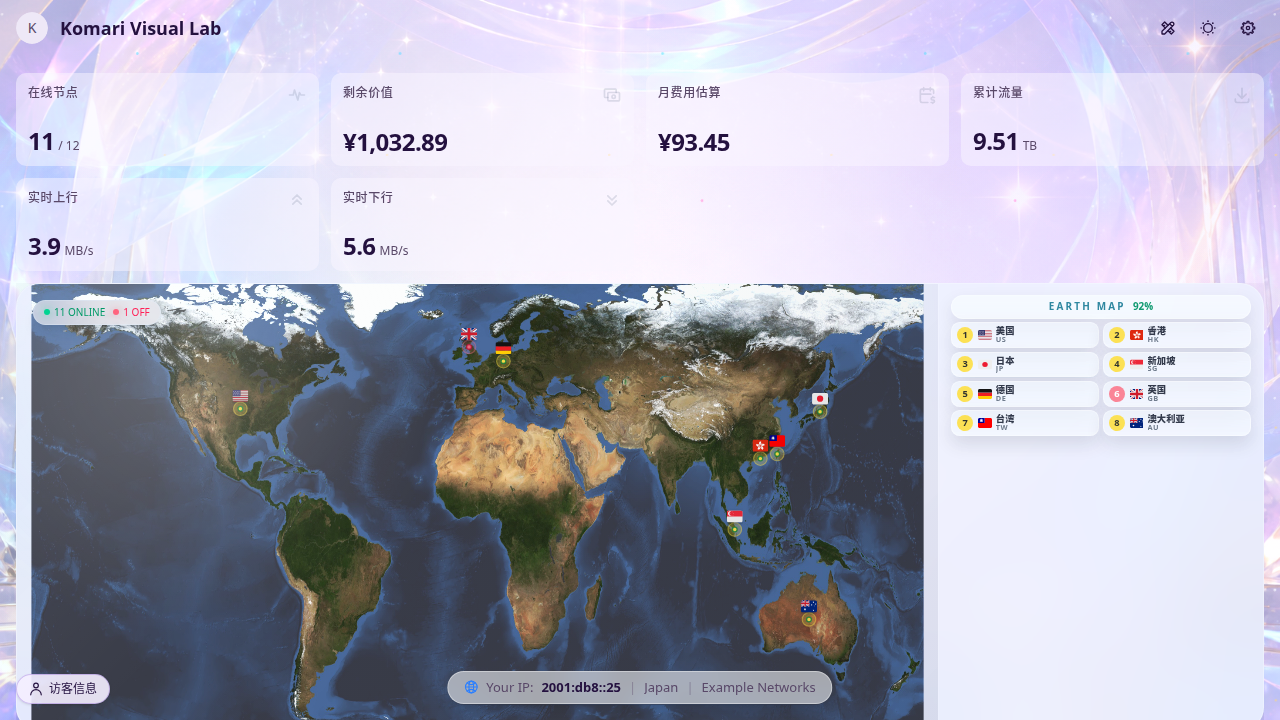 K
Komari Visual Lab
在线节点
11 / 12
剩余价值
¥1,032.89
月费用估算
¥93.45
累计流量
9.51 TB
实时上行
3.9 MB/s
实时下行
5.6 MB/s
11 ONLINE 1 OFF
EARTH MAP 92%
1 美国
US
2 香港
HK
3 日本
JP
4 新加坡
SG
5 德国
DE
6 英国
GB
7 台湾
TW
8 澳大利亚
AU
访客信息
Your IP: 2001:db8::25 | Japan | Example Networks